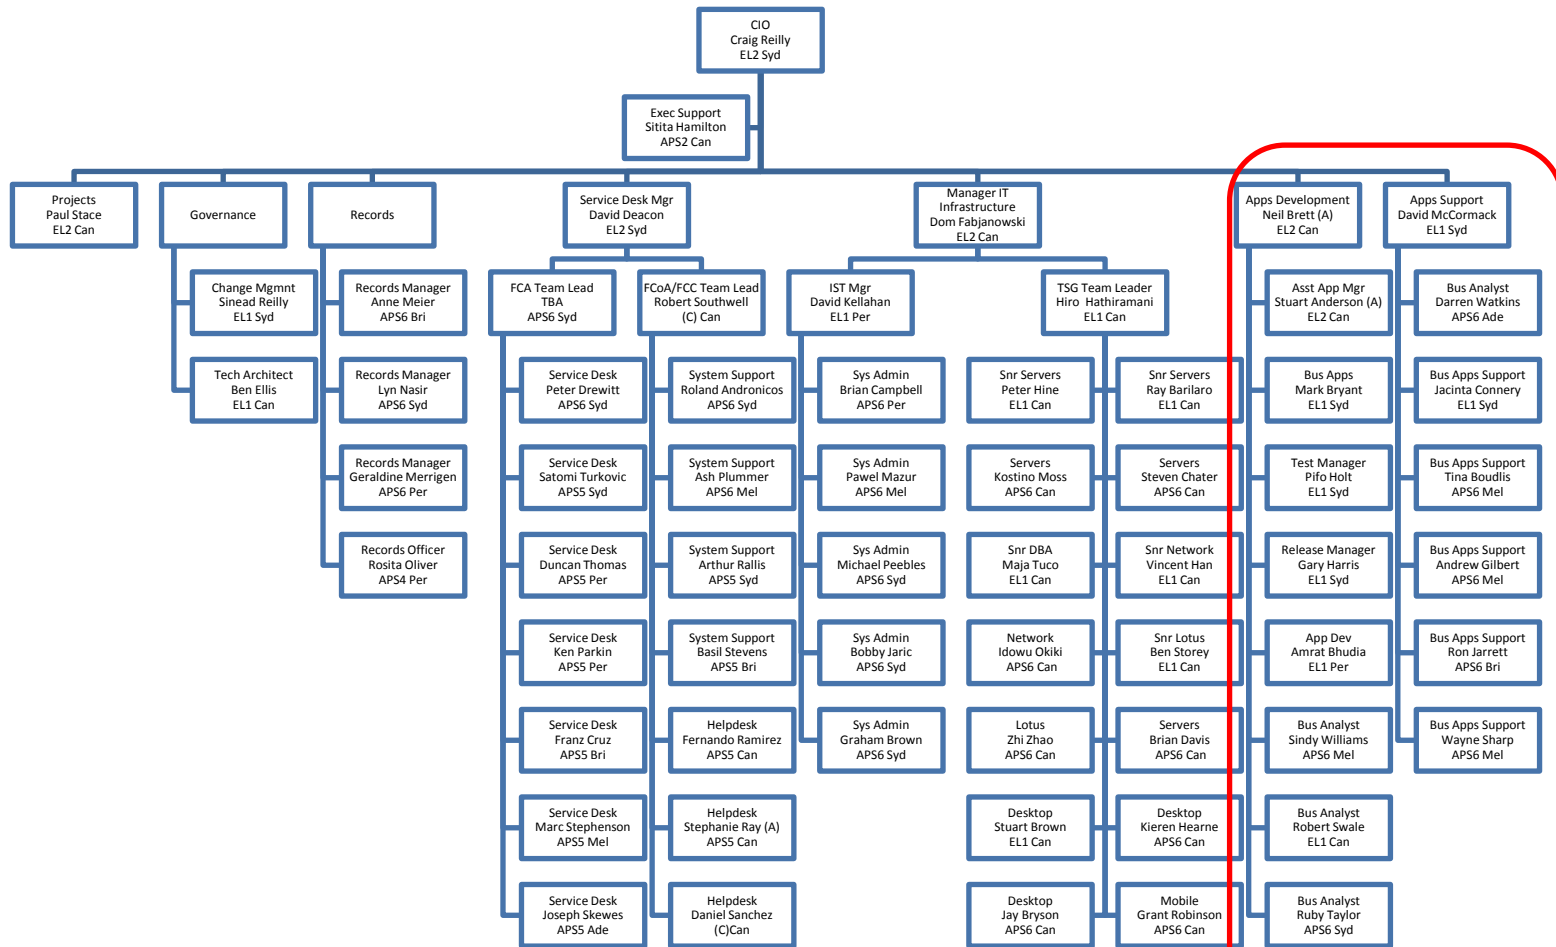 CIO
Craig Reilly
EL2 Syd
Exec Support
Sitita Hamilton
APS2 Can
Projects
Paul Stace
EL2 Can
Governance
Records
Service Desk Mgr
David Deacon
EL2 Syd
Manager IT
Infrastructure
Dom Fabjanowski
EL2 Can
Apps Development
Neil Brett (A)
EL2 Can
Apps Support
David McCormack
EL1 Syd
Change Mgmnt
Sinead Reilly
EL1 Syd
Tech Architect
Ben Ellis
EL1 Can
Records Manager
Anne Meier
APS6 Bri
Records Manager
Lyn Nasir
APS6 Syd
Records Manager
Geraldine Merrigen
APS6 Per
Records Officer
Rosita Oliver
APS4 Per
FCA Team Lead
TBA
APS6 Syd
Service Desk
Peter Drewitt
APS6 Syd
Service Desk
Satomi Turkovic
APS5 Syd
Service Desk
Duncan Thomas
APS5 Per
Service Desk
Ken Parkin
APS5 Per
Service Desk
Franz Cruz
APS5 Bri
Service Desk
Marc Stephenson
APS5 Mel
Service Desk
Joseph Skewes
APS5 Ade
FCoA/FCC Team Lead
Robert Southwell
(C) Can
System Support
Roland Andronicos
APS6 Syd
System Support
Ash Plummer
APS6 Mel
System Support
Arthur Rallis
APS5 Syd
System Support
Basil Stevens
APS5 Bri
Helpdesk
Fernando Ramirez
APS5 Can
Helpdesk
Stephanie Ray (A)
APS5 Can
Helpdesk
Daniel Sanchez
(C)Can
IST Mgr
David Kellahan
EL1 Per
Sys Admin
Brian Campbell
APS6 Per
Sys Admin
Pawel Mazur
APS6 Mel
Sys Admin
Michael Peebles
APS6 Syd
Sys Admin
Bobby Jaric
APS6 Syd
Sys Admin
Graham Brown
APS6 Syd
TSG Team Leader
Hiro  Hathiramani
EL1 Can
Snr Servers
Peter Hine
EL1 Can
Snr Servers
Ray Barilaro
EL1 Can
Servers
Kostino Moss
APS6 Can
Servers
Steven Chater
APS6 Can
Snr DBA
Maja Tuco
EL1 Can
Snr Network
Vincent Han
EL1 Can
Network
Idowu Okiki
APS6 Can
Snr Lotus
Ben Storey
EL1 Can
Lotus
Zhi Zhao
APS6 Can
Servers
Brian Davis
APS6 Can
Desktop
Stuart Brown
EL1 Can
Desktop
Kieren Hearne
APS6 Can
Desktop
Jay Bryson
APS6 Can
Mobile
Grant Robinson
APS6 Can
Asst App Mgr
Stuart Anderson (A)
EL2 Can
Bus Apps
Mark Bryant
EL1 Syd
Test Manager
Pifo Holt
EL1 Syd
Release Manager
Gary Harris
EL1 Syd
App Dev
Amrat Bhudia
EL1 Per
Bus Analyst
Sindy Williams
APS6 Mel
Bus Analyst
Robert Swale
EL1 Can
Bus Analyst
Ruby Taylor
APS6 Syd
Bus Analyst
Darren Watkins
APS6 Ade
Bus Apps Support
Jacinta Connery
EL1 Syd
Bus Apps Support
Tina Boudlis
APS6 Mel
Bus Apps Support
Andrew Gilbert
APS6 Mel
Bus Apps Support
Ron Jarrett
APS6 Bri
Bus Apps Support
Wayne Sharp
APS6 Mel